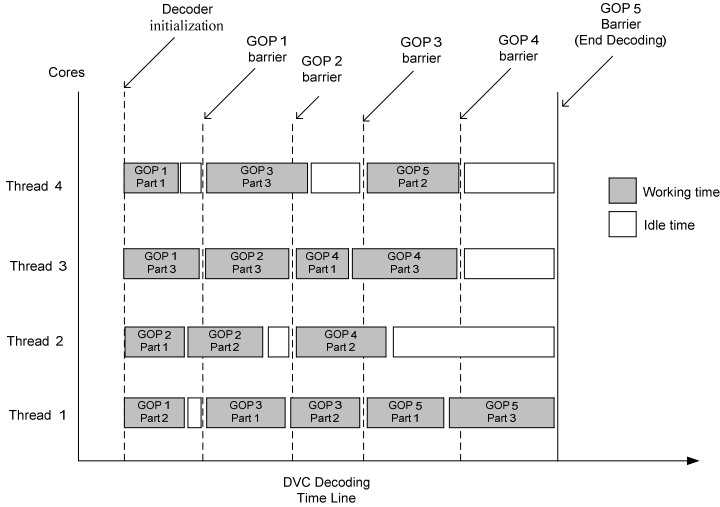 Decoder
initialization
GOP 1
barrier
GOP 2
barrier
GOP 3
barrier
GOP 4
barrier
GOP 5
Barrier
(End Decoding)
Cores
Thread 4
GOP 1
Part 1
GOP 3
Part 3
GOP 5
Part 2
Working time
Idle time
Thread 3
GOP 1
Part 3
GOP 2
Part 3
GOP 4
Part 1
GOP 4
Part 3
Thread 2
GOP 2
Part 1
GOP 2
Part 2
GOP 4
Part 2
Thread 1
GOP 1
Part 2
GOP 3
Part 1
GOP 3
Part 2
GOP 5
Part 1
GOP 5
Part 3
DVC Decoding
Time Line